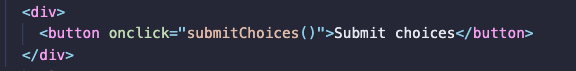 <div>
<button onclick="submitChoices()">Submit choices</button>
</div>